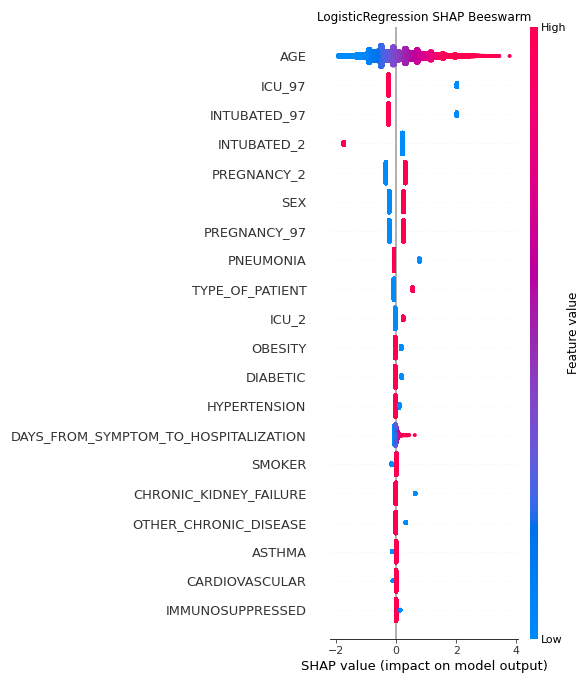 LogisticRegression SHAP Beeswarm
High
AGE
ICU_97
INTUBATED_97
INTUBATED_2
PREGNANCY_2
SEX
PREGNANCY_97
PNEUMONIA
TYPE_OF_PATIENT
ICU_2
OBESITY
DIABETIC
HYPERTENSION
DAYS_FROM_SYMPTOM_TO_HOSPITALIZATION
SMOKER
CHRONIC_KIDNEY_FAILURE
OTHER_CHRONIC_DISEASE
ASTHMA
CARDIOVASCULAR
IMMUNOSUPPRESSED
Feature value
Low
−2 0 2 4
SHAP value (impact on model output)